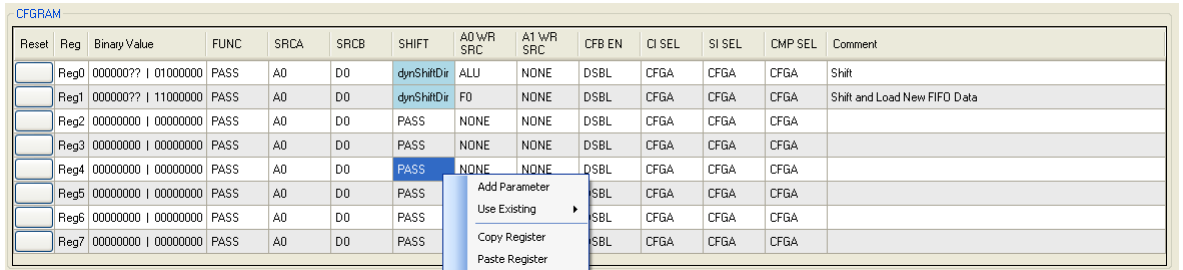 CFGRAM
Reset Reg Binary Value FUNC SRCA SRCB SHIFT A0 WR SRC A1 WR SRC CFB EN CI SEL SI SEL CMP SEL Comment
Reg0 000000?? | 01000000 PASS A0 D0 dynShiftDir ALU NONE DSBL CFGA CFGA CFGA Shift
Reg1 000000?? | 11000000 PASS A0 D0 dynShiftDir F0 NONE DSBL CFGA CFGA CFGA Shift and Load New FIFO Data
Reg2 00000000 | 00000000 PASS A0 D0 PASS NONE NONE DSBL CFGA CFGA CFGA
Reg3 00000000 | 00000000 PASS A0 D0 PASS NONE NONE DSBL CFGA CFGA CFGA
Reg4 00000000 | 00000000 PASS A0 D0 PASS NONE NONE DSBL CFGA CFGA CFGA
Reg5 00000000 | 00000000 PASS A0 D0 PASS SBL CFGA CFGA CFGA
Reg6 00000000 | 00000000 PASS A0 D0 PASS SBL CFGA CFGA CFGA
Reg7 00000000 | 00000000 PASS A0 D0 PASS SBL CFGA CFGA CFGA
Add Parameter
Use Existing
Copy Register
Paste Register